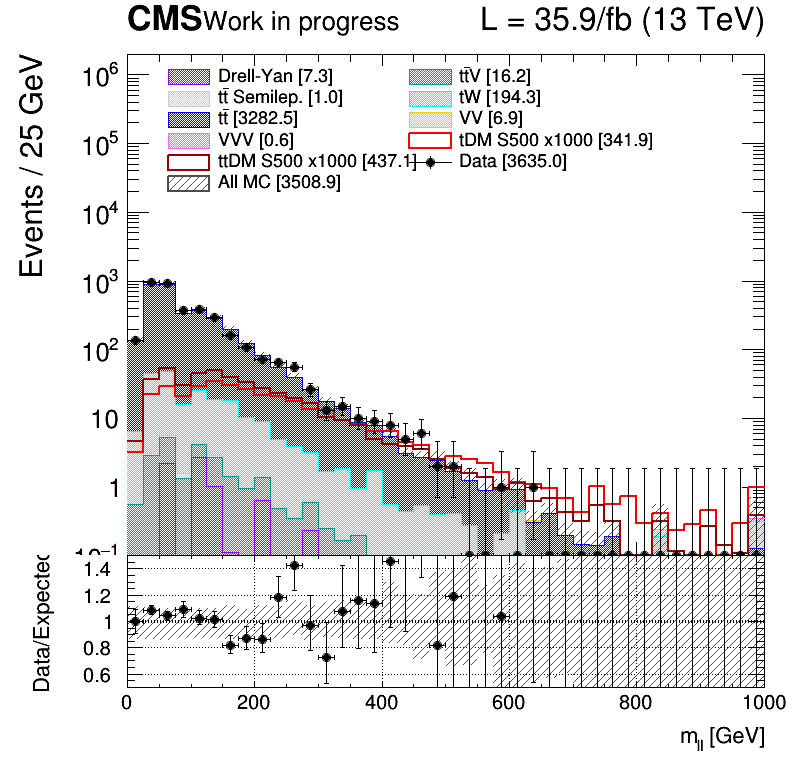 CMS Work in progress L = 35.9/fb (13 TeV)
Events / 25 GeV
Drell-Yan [7.3]
tt̄V [16.2]
tt̄ Semilep. [1.0]
tW [194.3]
tt̄ [3282.5]
VV [6.9]
VVV [0.6]
tDM S500 x1000 [341.9]
ttDM S500 x1000 [437.1]
Data [3635.0]
All MC [3508.9]
10⁶
10⁵
10⁴
10³
10²
10
1
10⁻¹
Data/Expected
1.4
1.2
1
0.8
0.6
0 200 400 600 800 1000
m_ll [GeV]